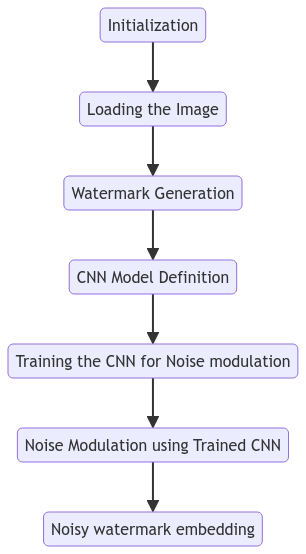 Initialization
Loading the Image
Watermark Generation
CNN Model Definition
Training the CNN for Noise modulation
Noise Modulation using Trained CNN
Noisy watermark embedding